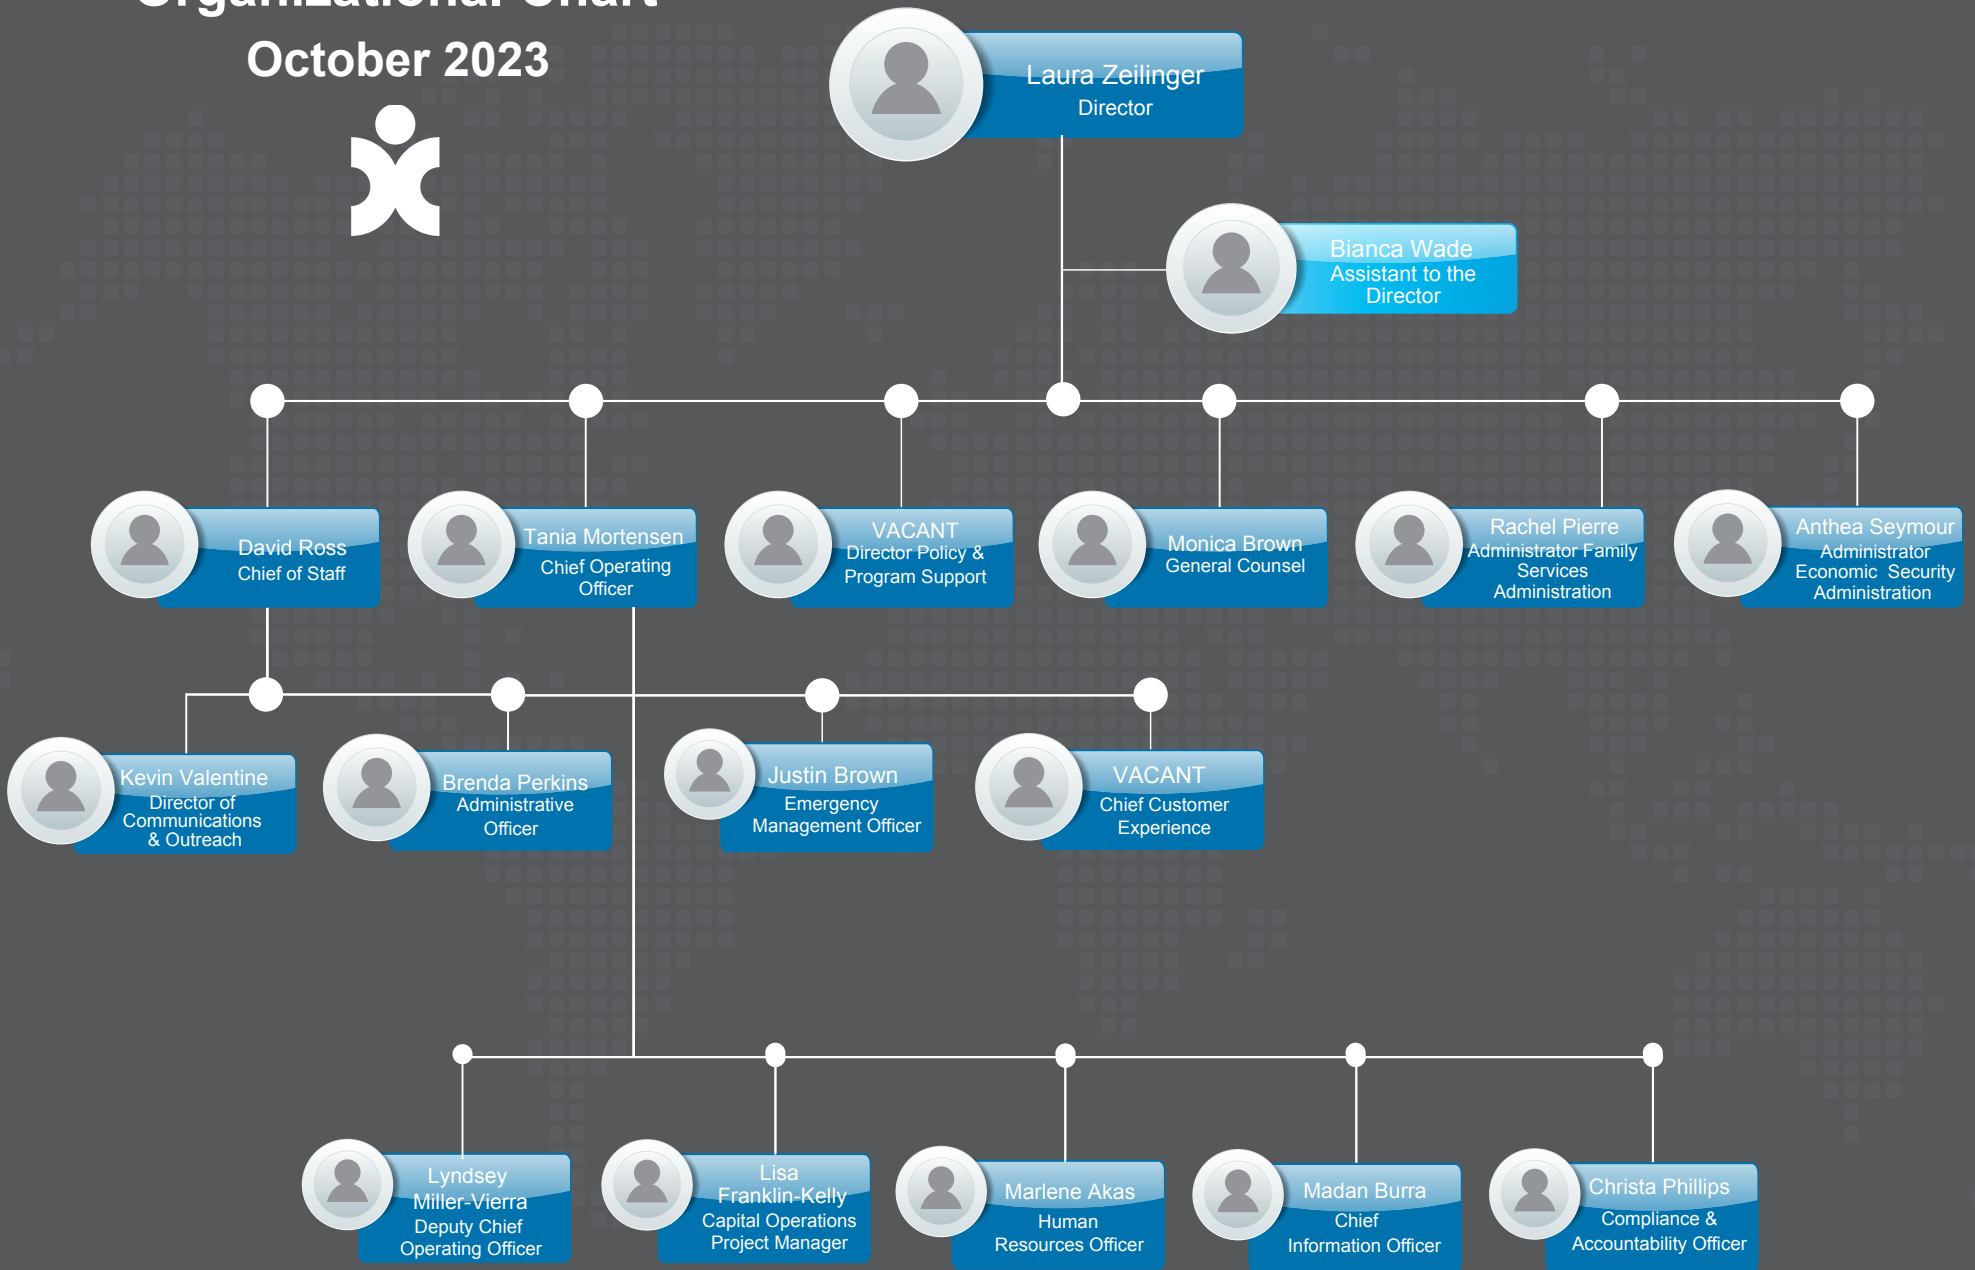 Organizational Chart
October 2023
Laura Zeilinger
Director
Bianca Wade
Assistant to the
Director
David Ross
Chief of Staff
Tania Mortensen
Chief Operating
Officer
VACANT
Director Policy &
Program Support
Monica Brown
General Counsel
Rachel Pierre
Administrator Family
Services
Administration
Anthea Seymour
Administrator
Economic Security
Administration
Kevin Valentine
Director of
Communications
& Outreach
Brenda Perkins
Administrative
Officer
Justin Brown
Emergency
Management Officer
VACANT
Chief Customer
Experience
Lyndsey
Miller-Vierra
Deputy Chief
Operating Officer
Lisa
Franklin-Kelly
Capital Operations
Project Manager
Marlene Akas
Human
Resources Officer
Madan Burra
Chief
Information Officer
Christa Phillips
Compliance &
Accountability Officer